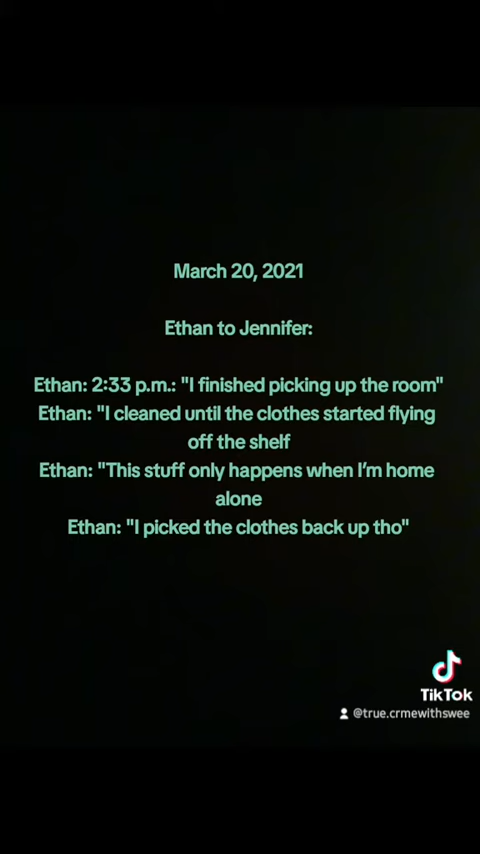 March 20, 2021
Ethan to Jennifer:
Ethan: 2:33 p.m.: "I finished picking up the room"
Ethan: "I cleaned until the clothes started flying
off the shelf
Ethan: "This stuff only happens when I'm home
alone
Ethan: "I picked the clothes back up tho"
TikTok
@true.crmewithswee